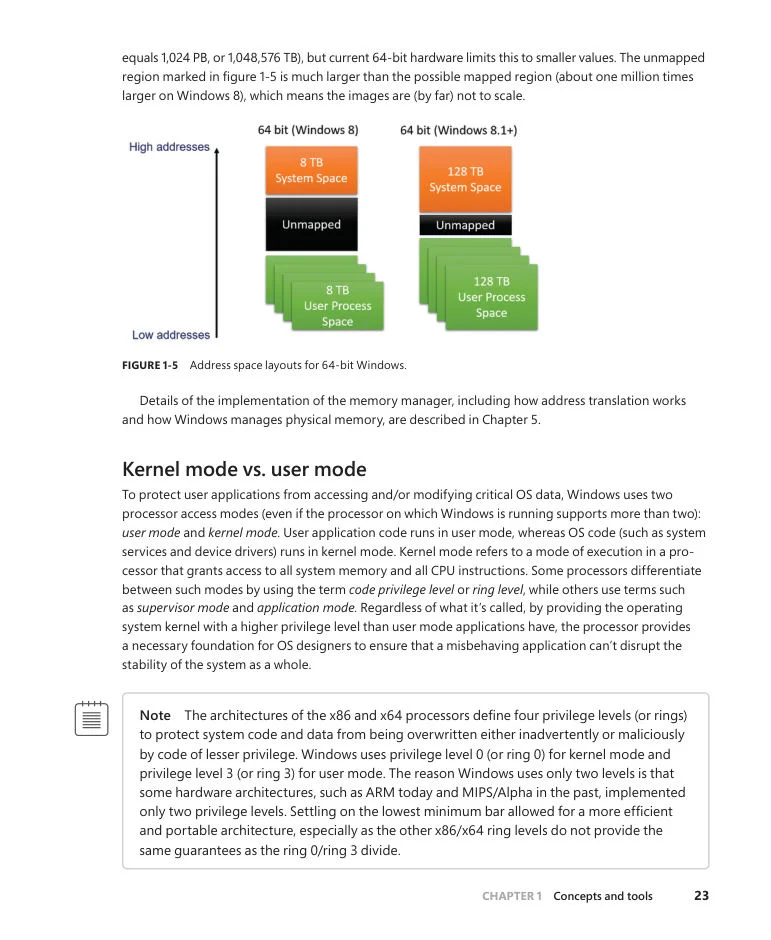 equals 1,024 PB, or 1,048,576 TB), but current 64-bit hardware limits this to smaller values. The unmapped
region marked in figure 1-5 is much larger than the possible mapped region (about one million times
larger on Windows 8), which means the images are (by far) not to scale.
64 bit (Windows 8)
64 bit (Windows 8.1+)
High addresses
8 TB
System Space
128 TB
System Space
Unmapped
Unmapped
8 TB
User Process
Space
128 TB
User Process
Space
Low addresses
FIGURE 1-5 Address space layouts for 64-bit Windows.
Details of the implementation of the memory manager, including how address translation works
and how Windows manages physical memory, are described in Chapter 5.
Kernel mode vs. user mode
To protect user applications from accessing and/or modifying critical OS data, Windows uses two
processor access modes (even if the processor on which Windows is running supports more than two):
user mode and kernel mode. User application code runs in user mode, whereas OS code (such as system
services and device drivers) runs in kernel mode. Kernel mode refers to a mode of execution in a pro-
cessor that grants access to all system memory and all CPU instructions. Some processors differentiate
between such modes by using the term code privilege level or ring level, while others use terms such
as supervisor mode and application mode. Regardless of what it's called, by providing the operating
system kernel with a higher privilege level than user mode applications have, the processor provides
a necessary foundation for OS designers to ensure that a misbehaving application can't disrupt the
stability of the system as a whole.
Note The architectures of the x86 and x64 processors define four privilege levels (or rings)
to protect system code and data from being overwritten either inadvertently or maliciously
by code of lesser privilege. Windows uses privilege level 0 (or ring 0) for kernel mode and
privilege level 3 (or ring 3) for user mode. The reason Windows uses only two levels is that
some hardware architectures, such as ARM today and MIPS/Alpha in the past, implemented
only two privilege levels. Settling on the lowest minimum bar allowed for a more efficient
and portable architecture, especially as the other x86/x64 ring levels do not provide the
same guarantees as the ring 0/ring 3 divide.
CHAPTER 1 Concepts and tools 23